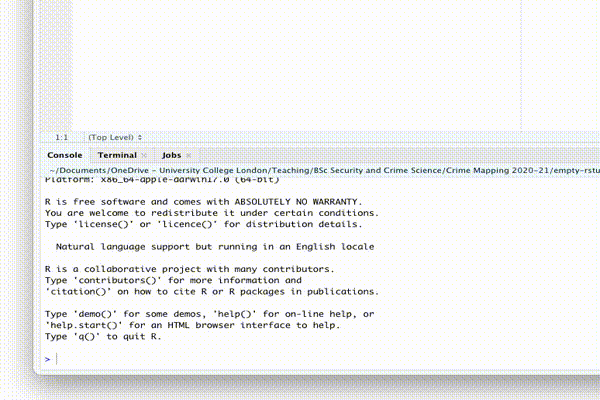 1:1 (Top Level)
Console Terminal Jobs
~/Documents/OneDrive - University College London/Teaching/BSc Security and Crime Science/Crime Mapping 2020-21/empty-rstu
Platform: x86_64-apple-darwin17.0 (64-bit)
R is free software and comes with ABSOLUTELY NO WARRANTY.
You are welcome to redistribute it under certain conditions.
Type 'license()' or 'licence()' for distribution details.
Natural language support but running in an English locale
R is a collaborative project with many contributors.
Type 'contributors()' for more information and
'citation()' on how to cite R or R packages in publications.
Type 'demo()' for some demos, 'help()' for on-line help, or
'help.start()' for an HTML browser interface to help.
Type 'q()' to quit R.
>